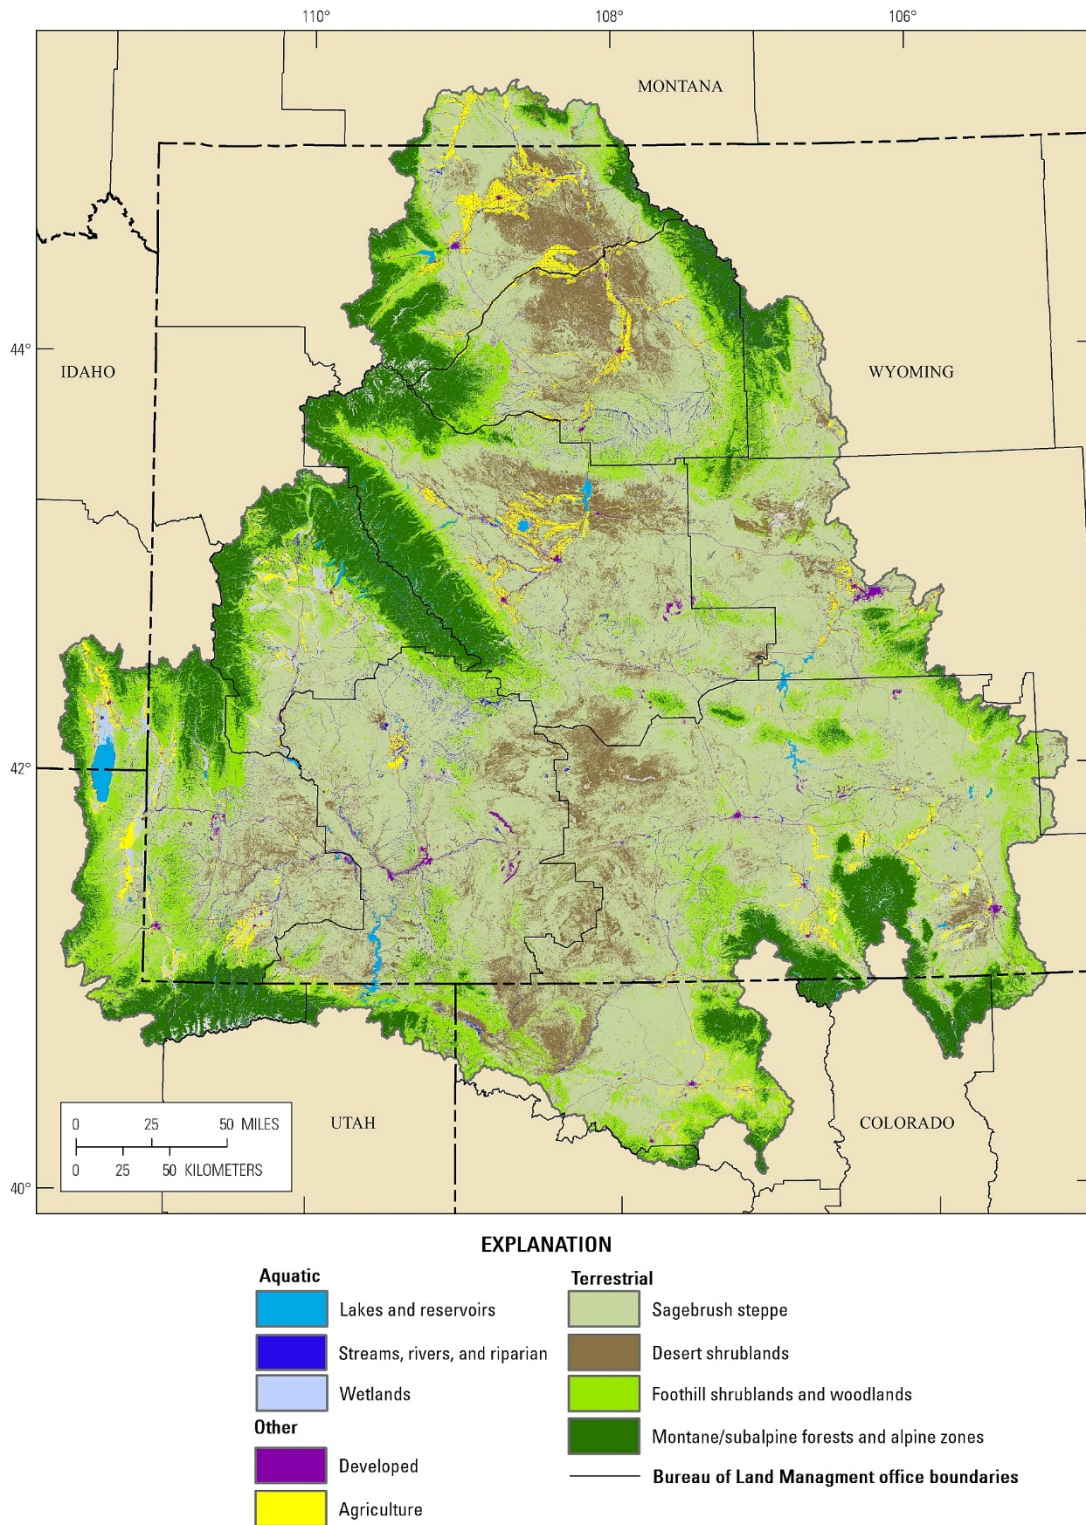 110° 108° 106°
MONTANA
44°
IDAHO
WYOMING
42°
0 25 50 MILES
0 25 50 KILOMETERS
UTAH
COLORADO
40°
EXPLANATION
Aquatic
Lakes and reservoirs
Streams, rivers, and riparian
Wetlands
Other
Developed
Agriculture
Terrestrial
Sagebrush steppe
Desert shrublands
Foothill shrublands and woodlands
Montane/subalpine forests and alpine zones
Bureau of Land Managment office boundaries